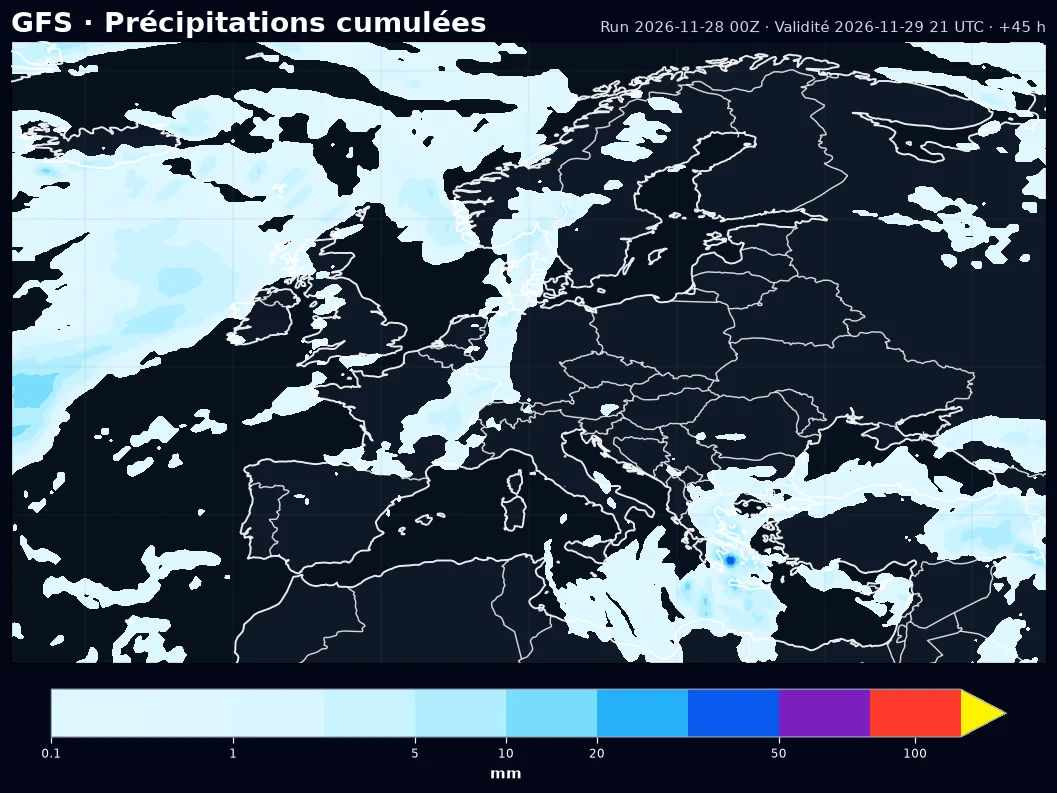 GFS · Précipitations cumulées
Run 2026-11-28 00Z · Validité 2026-11-29 21 UTC · +45 h
0.1 1 5 10 20 50 100
mm